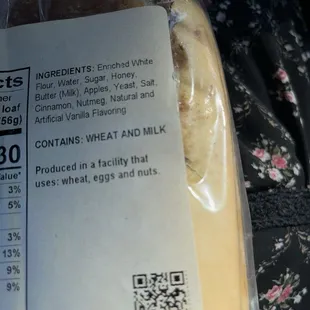 cts
loaf
56g)
30
alue*
3%
5%
3%
13%
9%
9%
INGREDIENTS: Enriched White
Flour, Water, Sugar, Honey,
Butter (Milk), Apples, Yeast, Salt,
Cinnamon, Nutmeg, Natural and
Artificial Vanilla Flavoring
CONTAINS: WHEAT AND MILK
Produced in a facility that
uses: wheat, eggs and nuts.